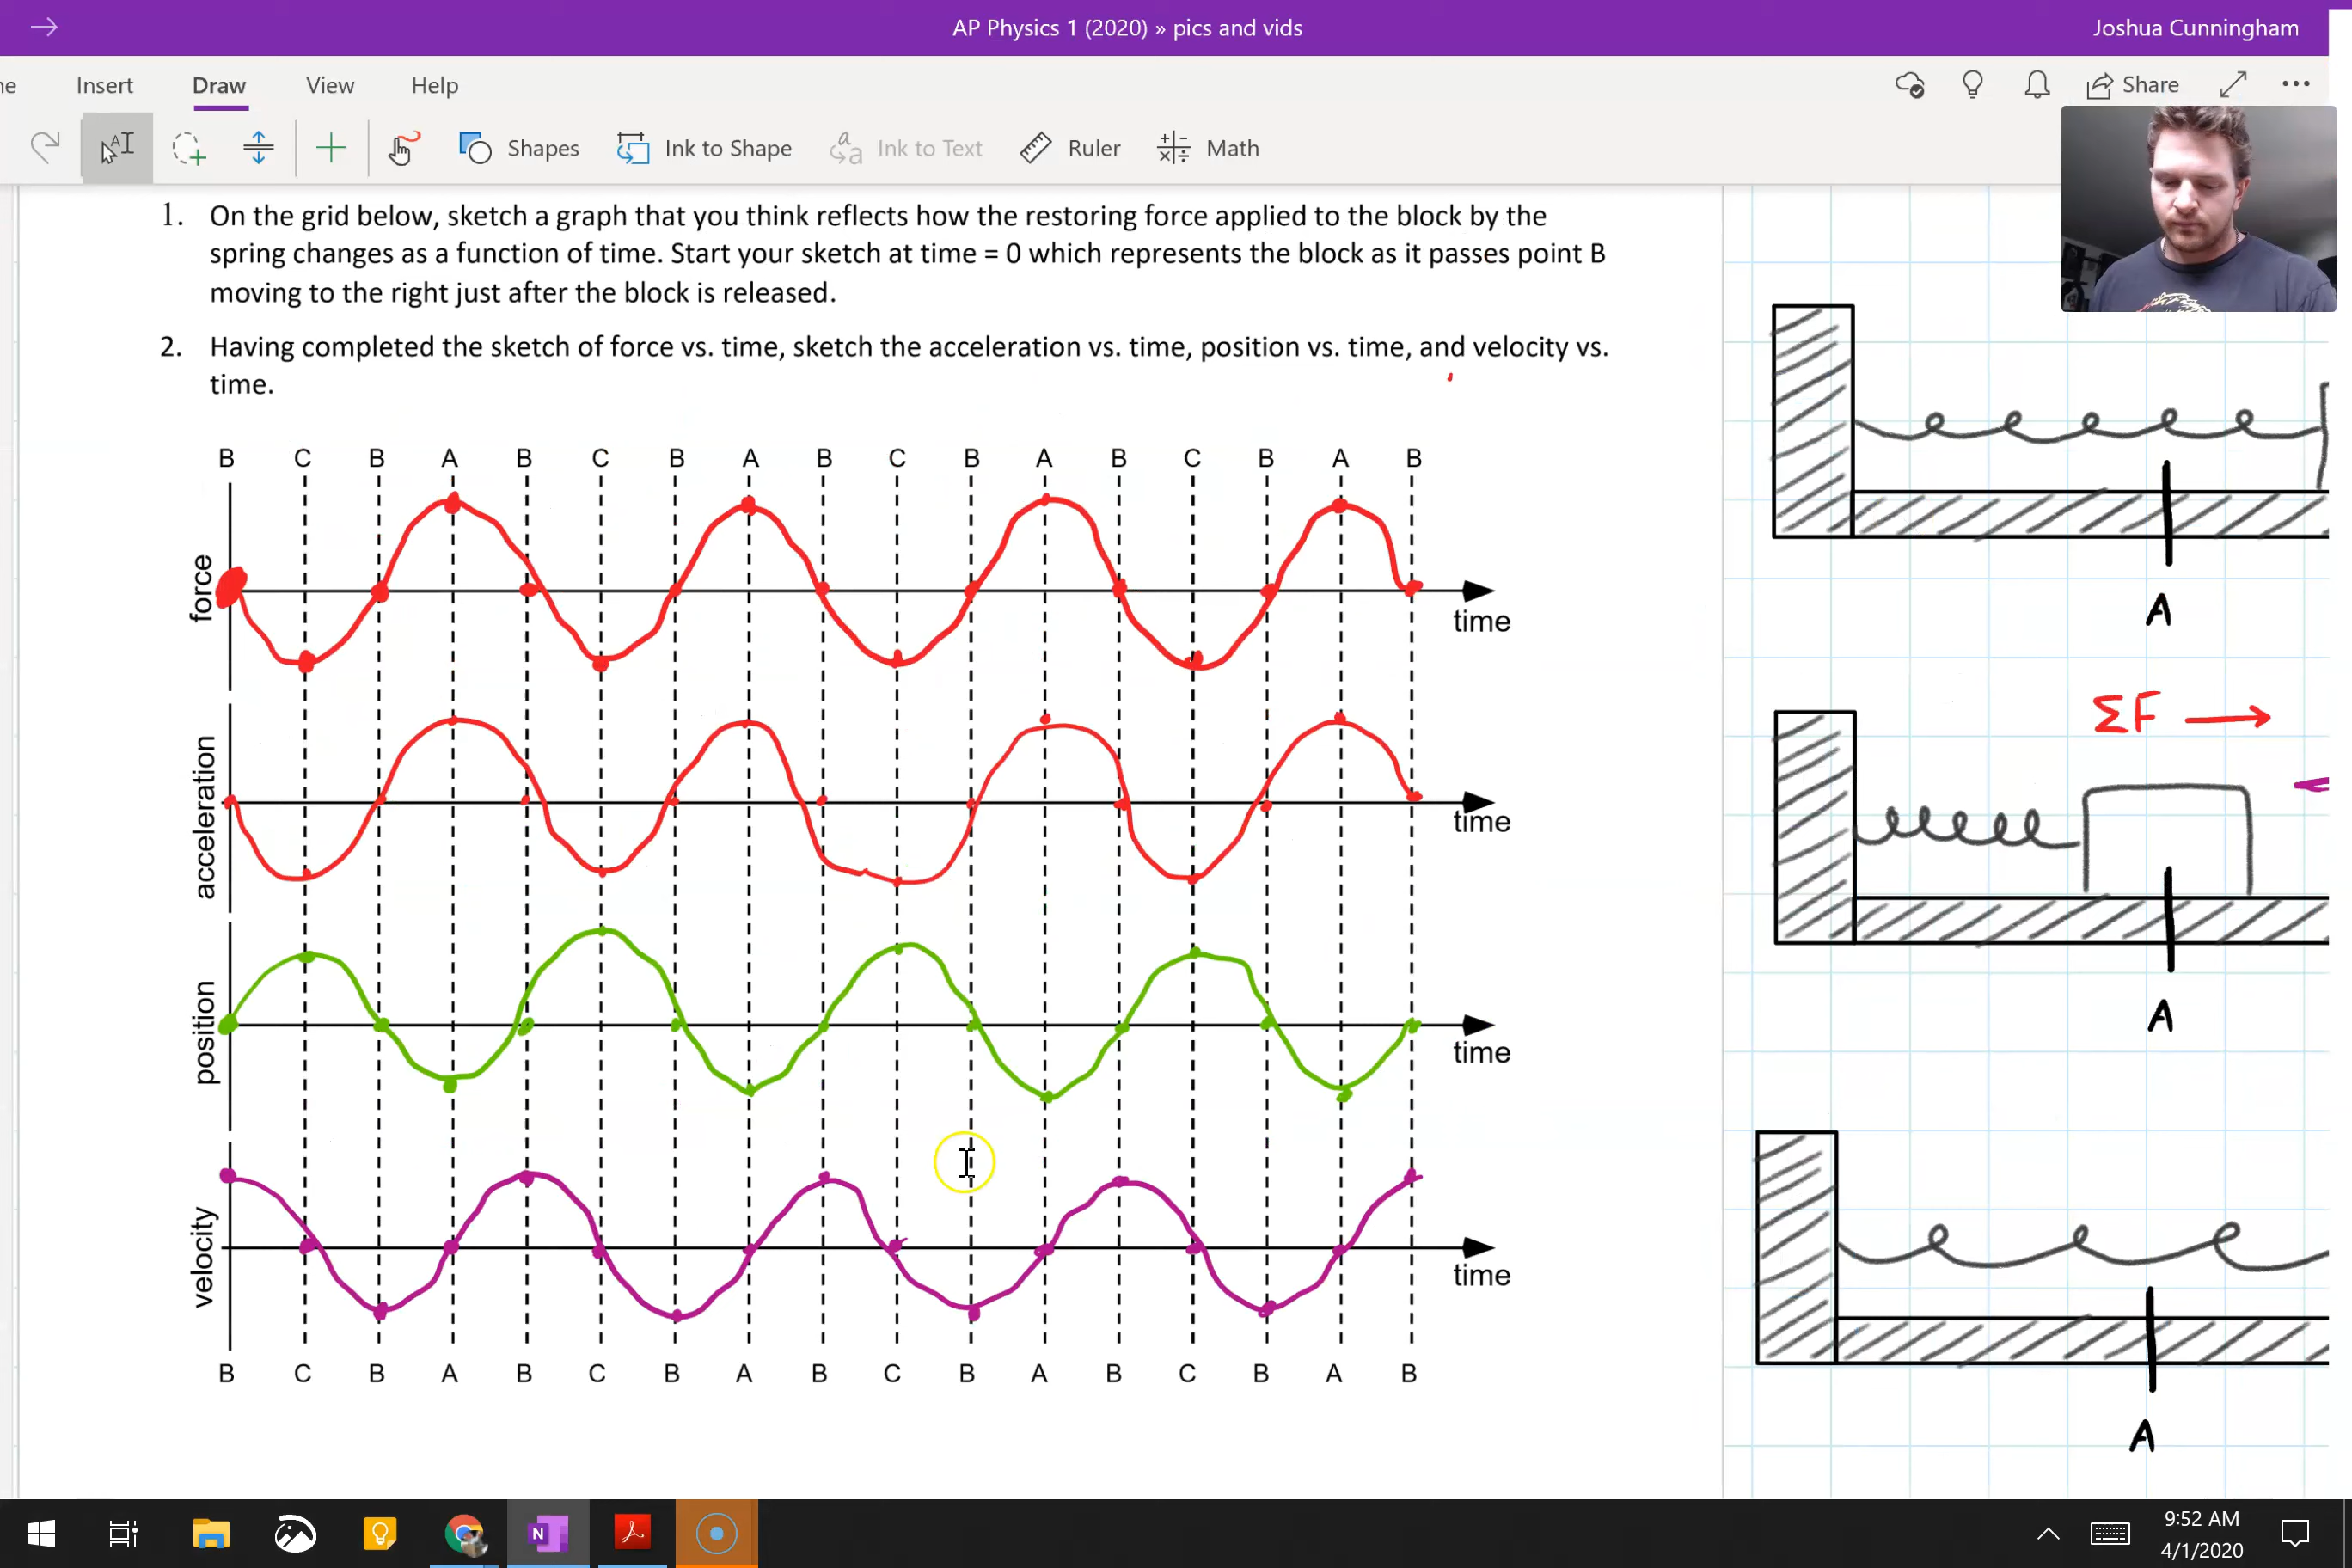 AP Physics 1 (2020) » pics and vids
Joshua Cunningham
Insert Draw View Help
Share
Shapes Ink to Shape Ink to Text Ruler Math
1. On the grid below, sketch a graph that you think reflects how the restoring force applied to the block by the
spring changes as a function of time. Start your sketch at time = 0 which represents the block as it passes point B
moving to the right just after the block is released.
2. Having completed the sketch of force vs. time, sketch the acceleration vs. time, position vs. time, and velocity vs.
time.
B C B A B C B A B C B A B C B A B
force
time
acceleration
time
position
time
velocity
time
B C B A B C B A B C B A B C B A B
A
ΣF
A
A
9:52 AM
4/1/2020